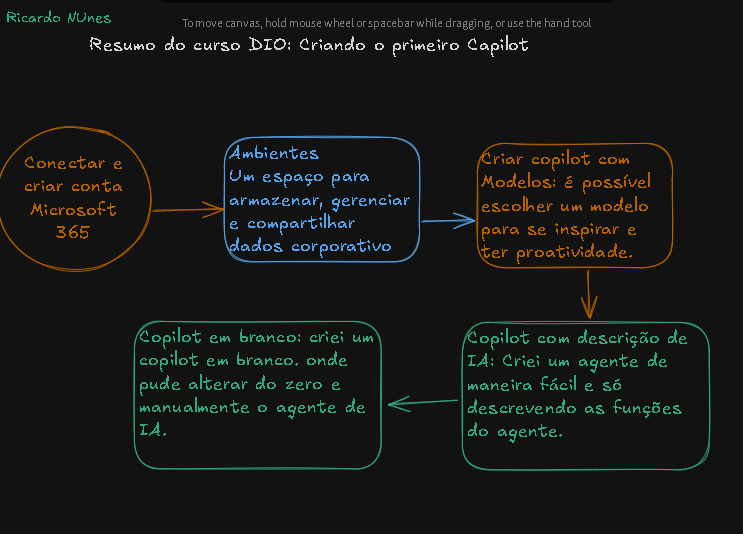 Ricardo NUnes
To move canvas, hold mouse wheel or spacebar while dragging, or use the hand tool
Resumo do curso DIO: Criando o primeiro Capilot
Conectar e
criar conta
Microsoft
365
Ambientes
Um espaço para
armazenar, gerenciar
e compartilhar
dados corporativo
Criar copilot com
Modelos: é possível
escolher um modelo
para se inspirar e
ter proatividade.
Copilot em branco: criei um
copilot em branco. onde
pude alterar do zero e
manualmente o agente de
IA.
Copilot com descrição de
IA: Criei um agente de
maneira fácil e só
descrevendo as funções
do agente.